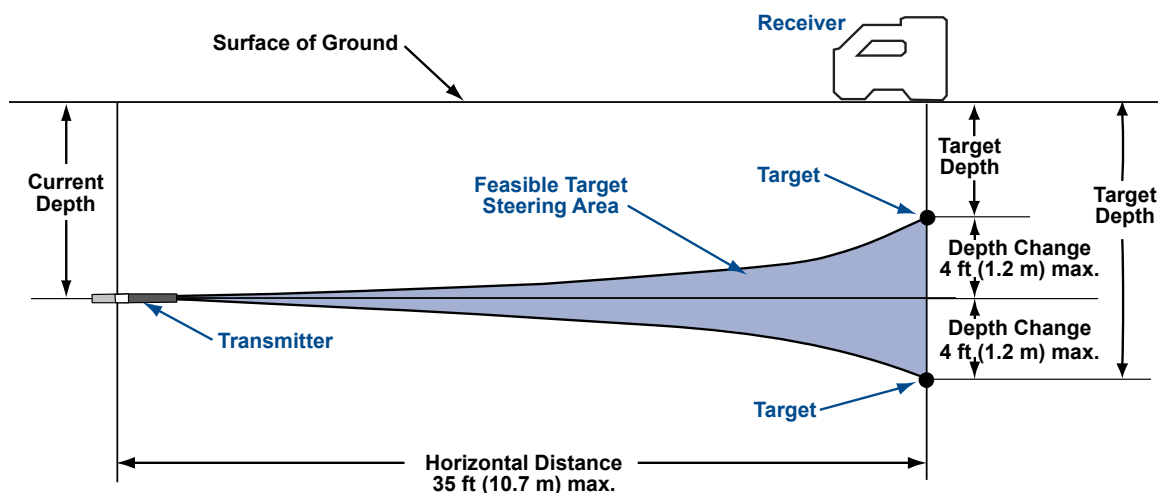 Receiver
Surface of Ground
Current
Depth
Feasible Target
Steering Area
Target
Target
Depth
Target
Depth
Depth Change
4 ft (1.2 m) max.
Transmitter
Depth Change
4 ft (1.2 m) max.
Target
Horizontal Distance
35 ft (10.7 m) max.